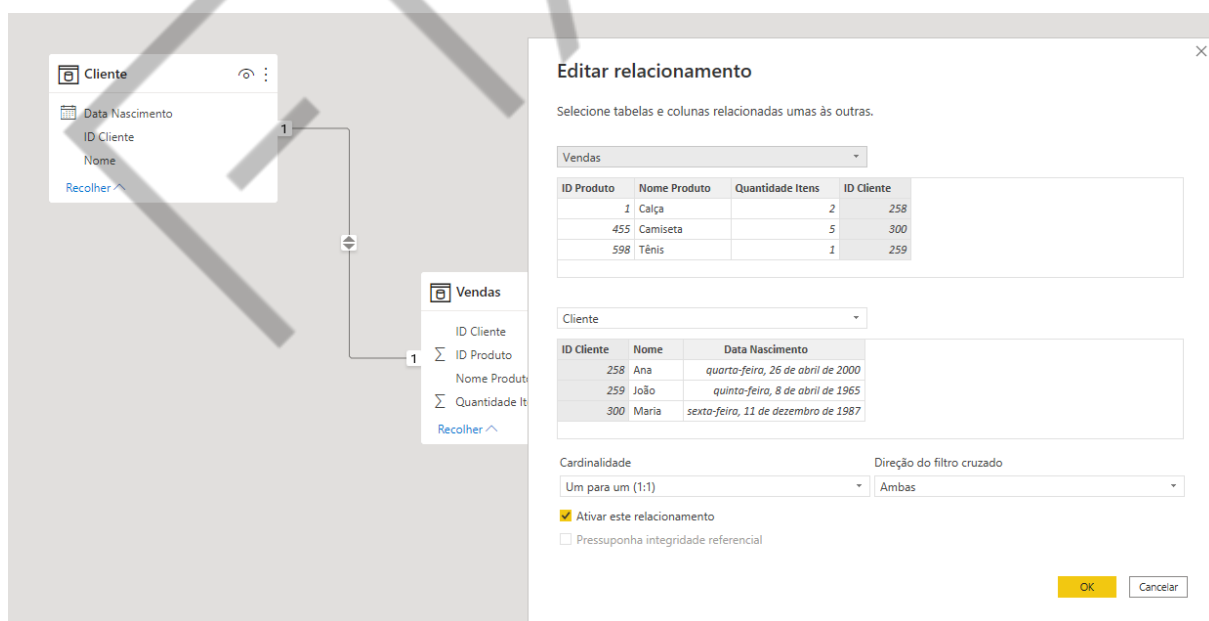 Cliente
Data Nascimento
ID Cliente
Nome
Recolher
1
1
Vendas
ID Cliente
ID Produto
Nome Produt
Quantidade It
Recolher
Editar relacionamento
Selecione tabelas e colunas relacionadas umas às outras.
Vendas
ID Produto Nome Produto Quantidade Itens ID Cliente
1 Calça 2 258
455 Camiseta 5 300
598 Tênis 1 259
Cliente
ID Cliente Nome Data Nascimento
258 Ana quarta-feira, 26 de abril de 2000
259 João quinta-feira, 8 de abril de 1965
300 Maria sexta-feira, 11 de dezembro de 1987
Cardinalidade Direção do filtro cruzado
Um para um (1:1) Ambas
Ativar este relacionamento
Pressuponha integridade referencial
OK Cancelar